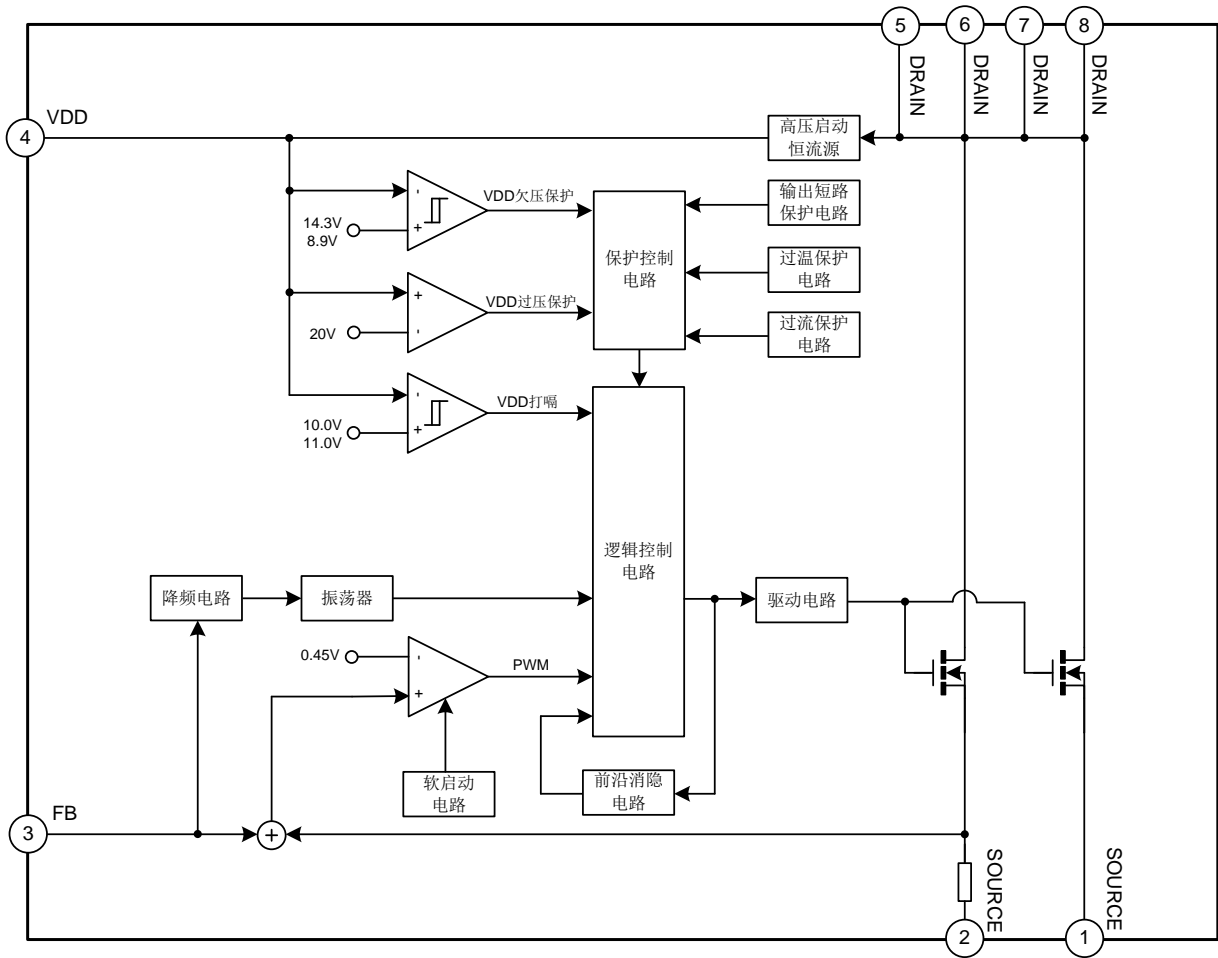 5
6
7
8
DRAIN
DRAIN
DRAIN
DRAIN
4
VDD
高压启动
恒流源
-
+
14.3V
8.9V
VDD欠压保护
输出短路
保护电路
保护控制
电路
过温保护
电路
+
-
20V
VDD过压保护
过流保护
电路
-
+
10.0V
11.0V
VDD打嗝
逻辑控制
电路
降频电路
振荡器
驱动电路
0.45V
-
+
PWM
软启动
电路
前沿消隐
电路
3
FB
+
SOURCE
SOURCE
2
1